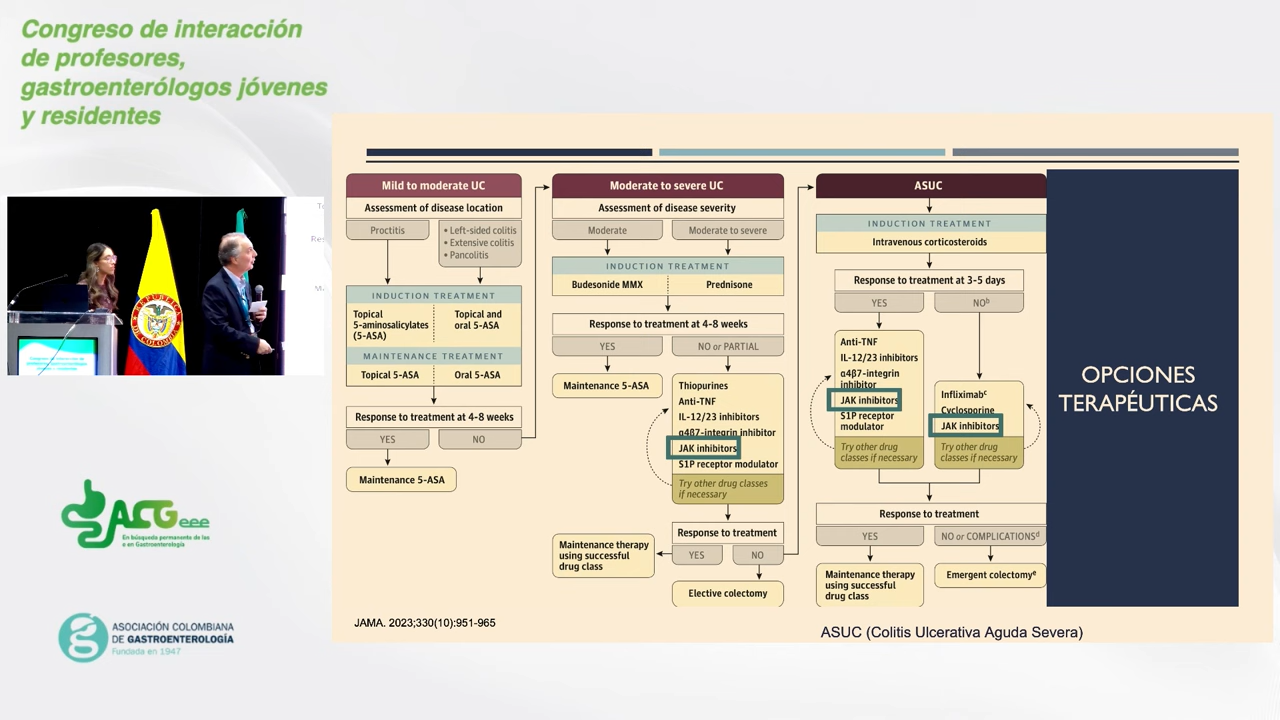 Congreso de interacción
de profesores,
gastroenterólogos jóvenes
y residentes
Mild to moderate UC
Assessment of disease location
Proctitis
• Left-sided colitis
• Extensive colitis
• Pancolitis
INDUCTION TREATMENT
Topical
5-aminosalicylates
(5-ASA)
Topical and
oral 5-ASA
MAINTENANCE TREATMENT
Topical 5-ASA
Oral 5-ASA
Response to treatment at 4-8 weeks
YES
NO
Maintenance 5-ASA
Moderate to severe UC
Assessment of disease severity
Moderate
Moderate to severe
INDUCTION TREATMENT
Budesonide MMX
Prednisone
Response to treatment at 4-8 weeks
YES
NO or PARTIAL
Maintenance 5-ASA
Thiopurines
Anti-TNF
IL-12/23 inhibitors
α4β7-integrin inhibitor
JAK inhibitors
S1P receptor modulator
Try other drug classes
if necessary
Response to treatment
YES
NO
Maintenance therapy
using successful
drug class
Elective colectomy
ASUC
INDUCTION TREATMENT
Intravenous corticosteroids
Response to treatment at 3-5 days
YES
NOᵇ
Anti-TNF
IL-12/23 inhibitors
α4β7-integrin
inhibitor
JAK inhibitors
S1P receptor
modulator
Try other drug
classes if necessary
Infliximabᶜ
Cyclosporine
JAK inhibitors
Try other drug
classes if necessary
Response to treatment
YES
NO or COMPLICATIONSᵈ
Maintenance therapy
using successful
drug class
Emergent colectomyᵉ
OPCIONES
TERAPÉUTICAS
JAMA. 2023;330(10):951-965
ASUC (Colitis Ulcerativa Aguda Severa)
ACGeee
En búsqueda permanente de las
e en Gastroenterología
ASOCIACIÓN COLOMBIANA
DE GASTROENTEROLOGÍA
Fundada en 1947